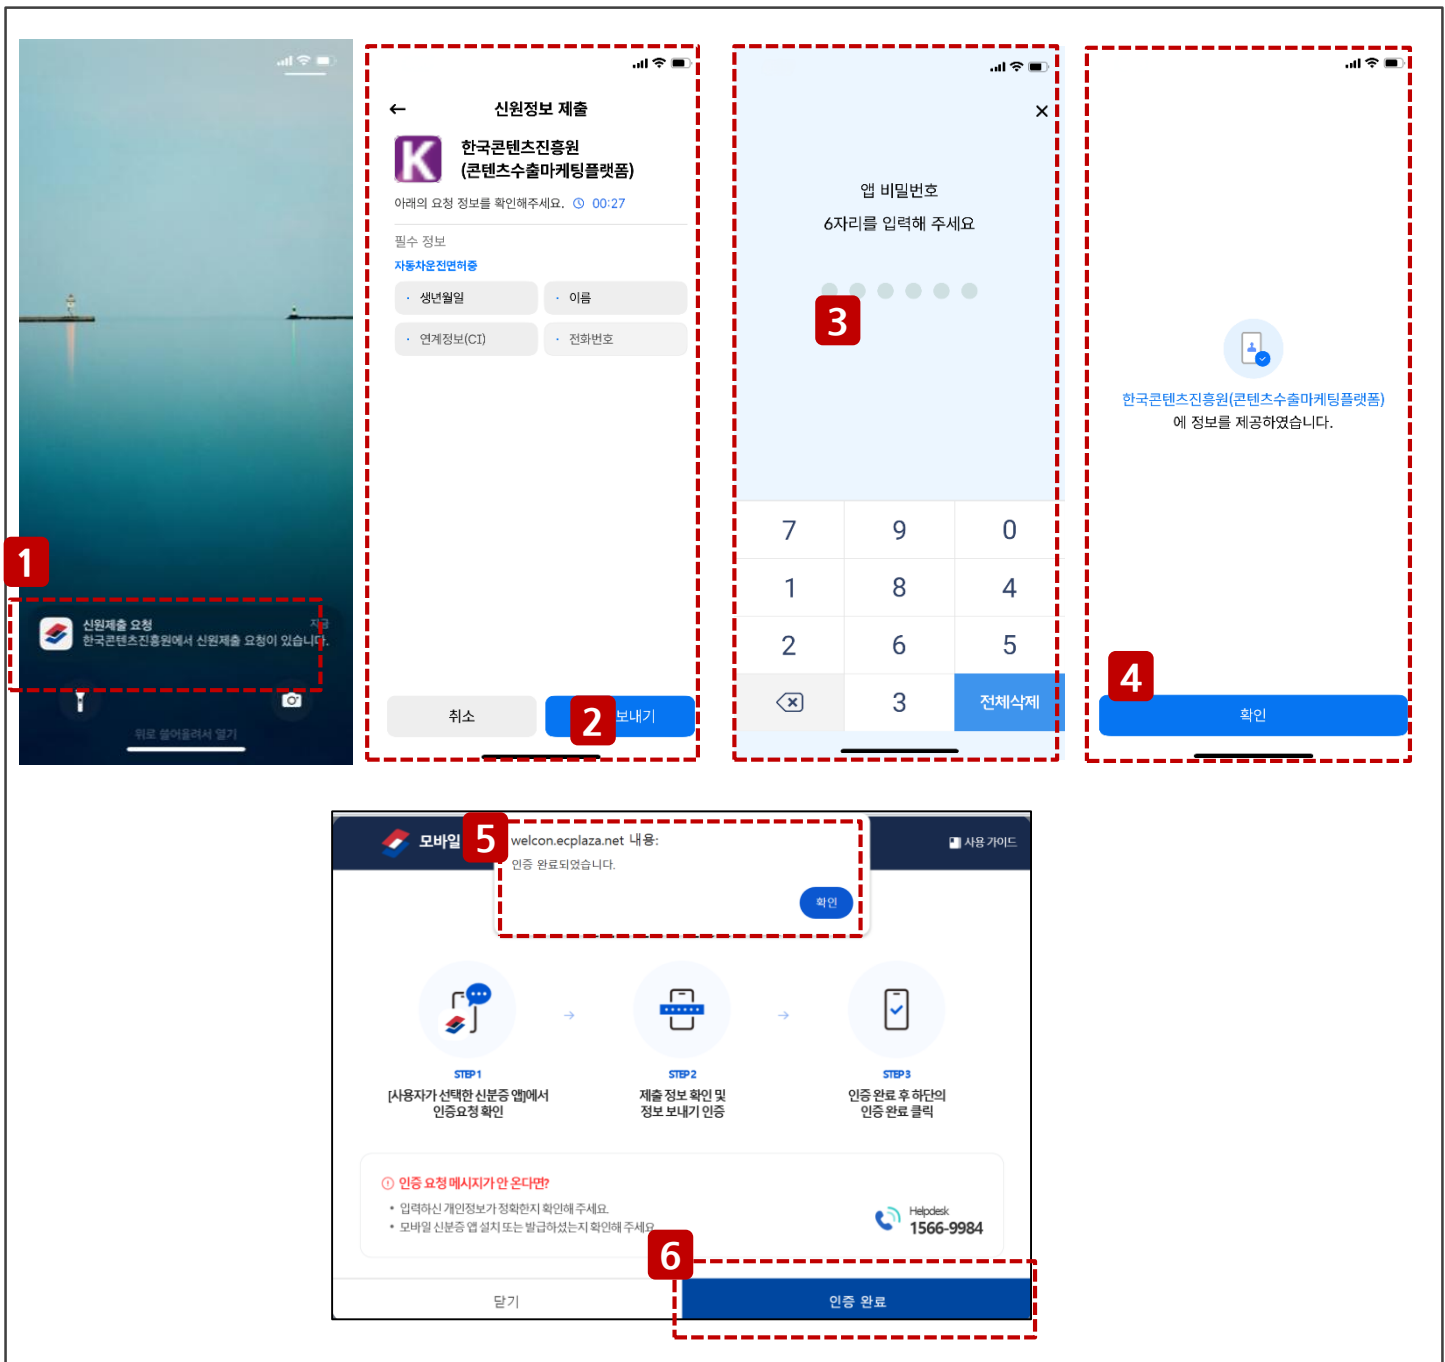 1
신원제출 요청
지금
한국콘텐츠진흥원에서 신원제출 요청이 있습니다.
위로 쓸어올려서 열기
신원정보 제출
K
한국콘텐츠진흥원
(콘텐츠수출마케팅플랫폼)
아래의 요청 정보를 확인해주세요. 00:27
필수 정보
자동차운전면허증
· 생년월일
· 이름
· 연계정보(CI)
· 전화번호
취소
2
보내기
앱 비밀번호
6자리를 입력해 주세요
3
7 9 0
1 8 4
2 6 5
3 전체삭제
한국콘텐츠진흥원(콘텐츠수출마케팅플랫폼)
에 정보를 제공하였습니다.
4
확인
모바일
5
welcon.ecplaza.net 내용:
인증 완료되었습니다.
확인
사용 가이드
STEP 1
[사용자가 선택한 신분증 앱]에서
인증요청 확인
STEP 2
제출 정보 확인 및
정보 보내기 인증
STEP 3
인증 완료 후 하단의
인증 완료 클릭
인증 요청 메시지가 안 온다면?
• 입력하신 개인정보가 정확한지 확인해 주세요.
• 모바일 신분증 앱 설치 또는 발급하셨는지 확인해 주세요
Helpdesk
1566-9984
6
닫기
인증 완료